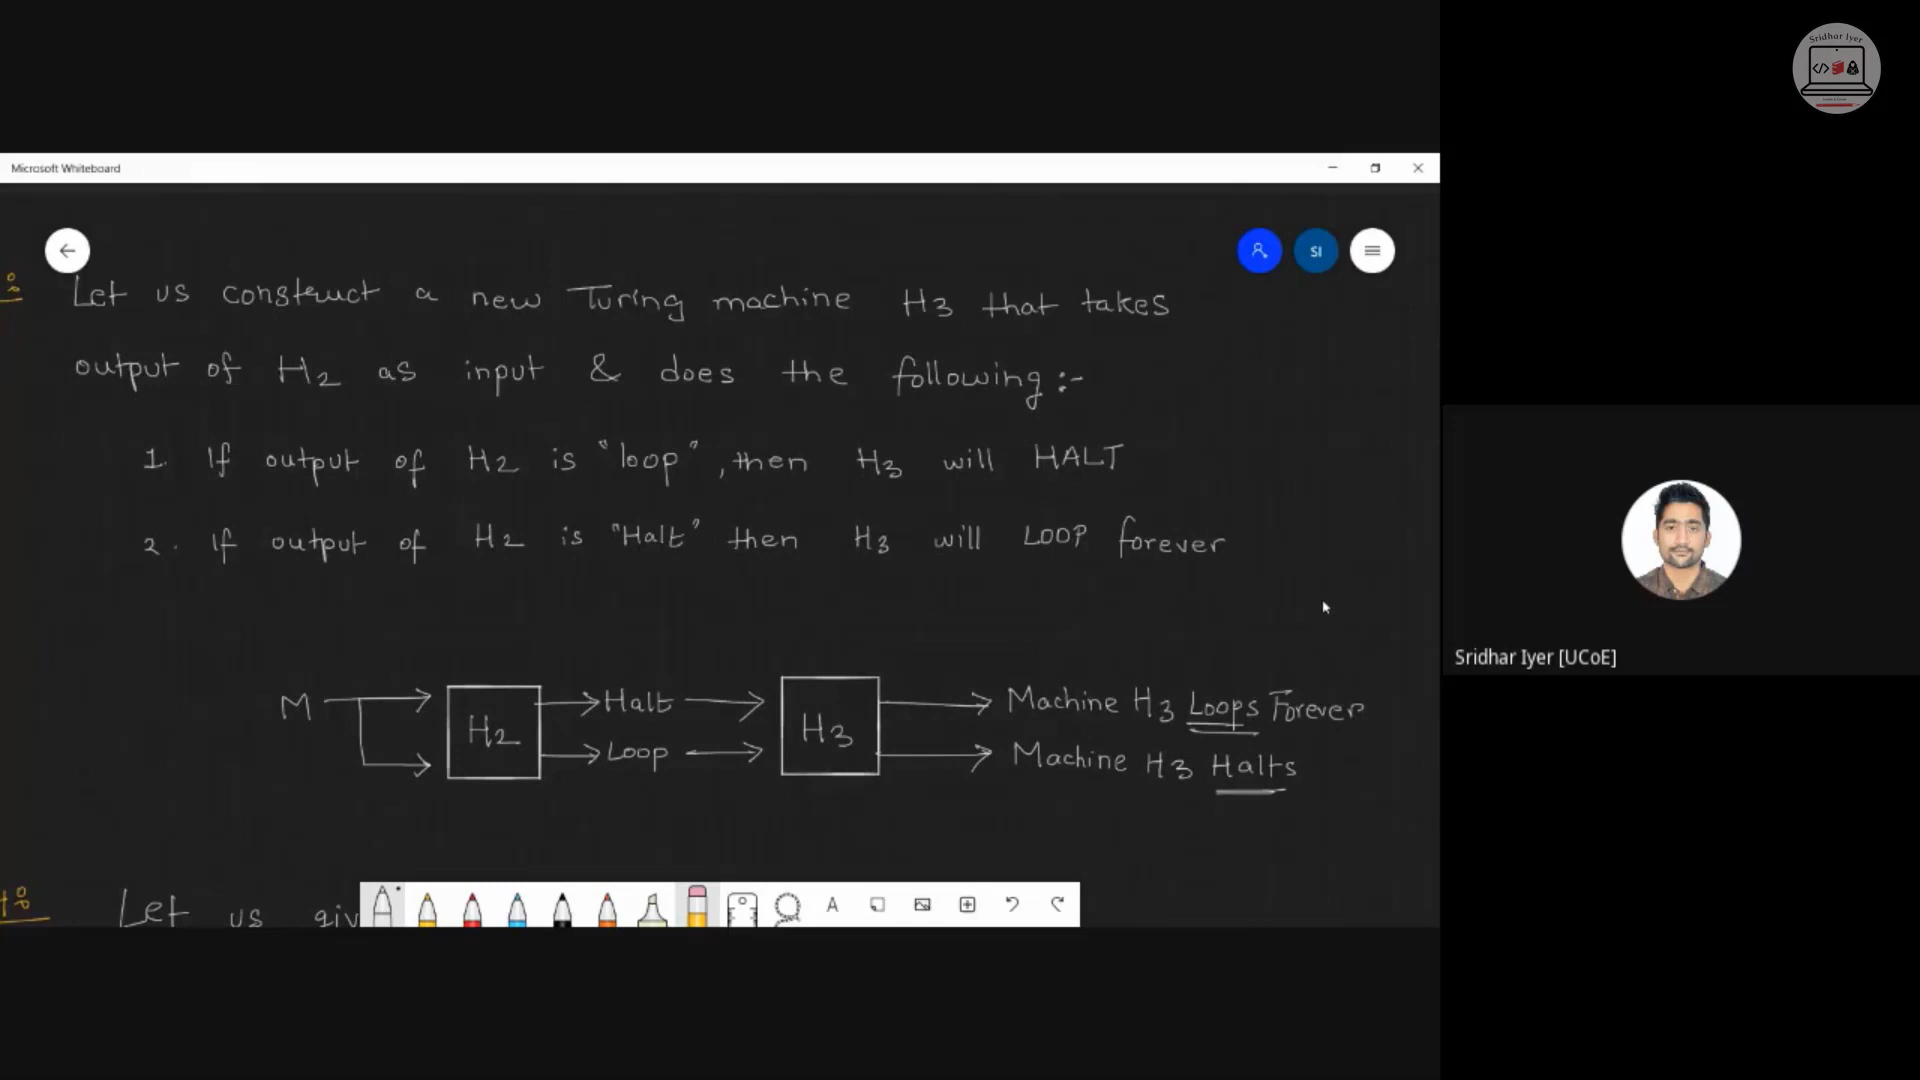 Sridhar Iyer
</>
Microsoft Whiteboard
SI
Let us construct a new Turing machine H3 that takes
output of H2 as input & does the following :-
1. If output of H2 is "loop", then H3 will HALT
2. If output of H2 is "Halt" then H3 will LOOP forever
M H2 Halt H3 Machine H3 Loops Forever
Loop Machine H3 Halts
Let us giv
A
Sridhar Iyer [UCoE]